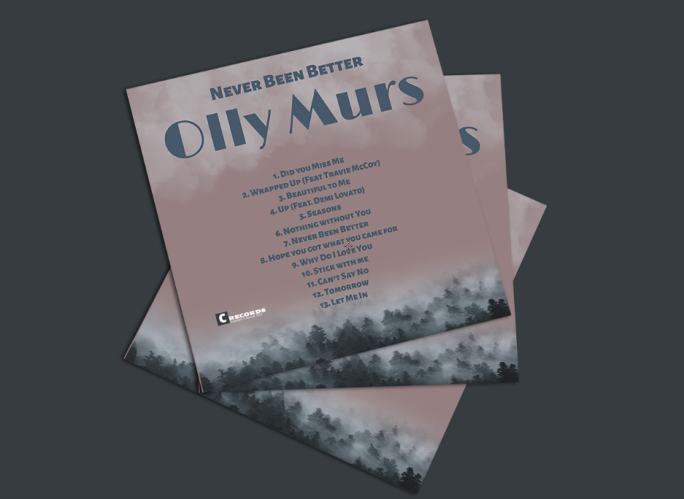 Never Been Better
Olly Murs
1. Did you Miss Me
2. Wrapped Up (Feat Travie McCoy)
3. Beautiful to Me
4. Up (Feat. Demi Lovato)
5. Seasons
6. Nothing without You
7. Never Been Better
8. Hope you got what you came for
9. Why Do I Love You
10. Stick with me
11. Can't Say No
12. Tomorrow
13. Let Me In
C RECORDS
s